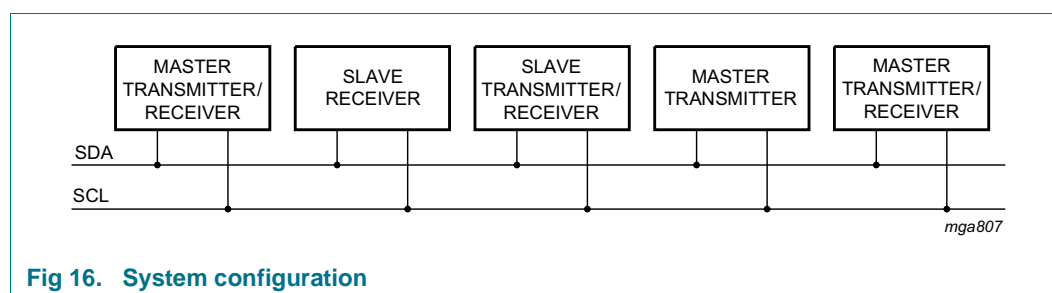 MASTER
TRANSMITTER/
RECEIVER
SLAVE
RECEIVER
SLAVE
TRANSMITTER/
RECEIVER
MASTER
TRANSMITTER
MASTER
TRANSMITTER/
RECEIVER
SDA
SCL
mga807
Fig 16. System configuration